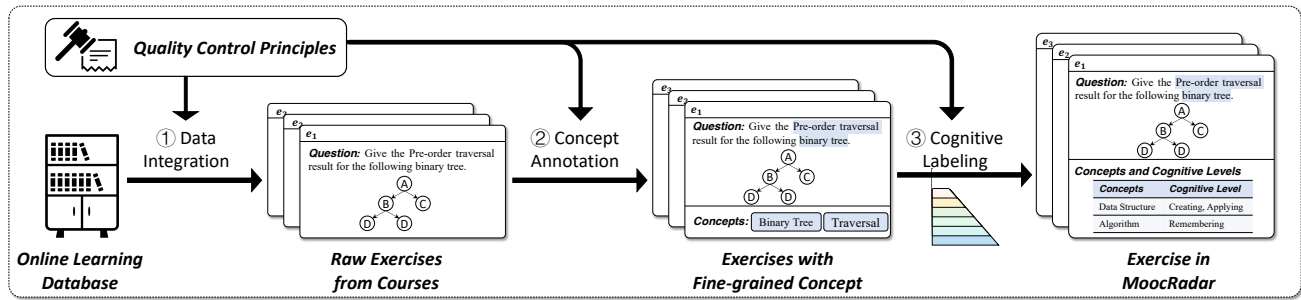 Quality Control Principles
① Data
Integration
Online Learning
Database
e3
e2
e1
Question: Give the Pre-order traversal
result for the following binary tree.
A
B C
D D
Raw Exercises
from Courses
② Concept
Annotation
e3
e2
e1
Question: Give the Pre-order traversal
result for the following binary tree.
A
B C
D D
Concepts: Binary Tree Traversal
Exercises with
Fine-grained Concept
③ Cognitive
Labeling
e3
e2
e1
Question: Give the Pre-order traversal
result for the following binary tree.
A
B C
D D
Concepts and Cognitive Levels
Concepts Cognitive Level
Data Structure Creating, Applying
Algorithm Remembering
Exercise in
MoocRadar